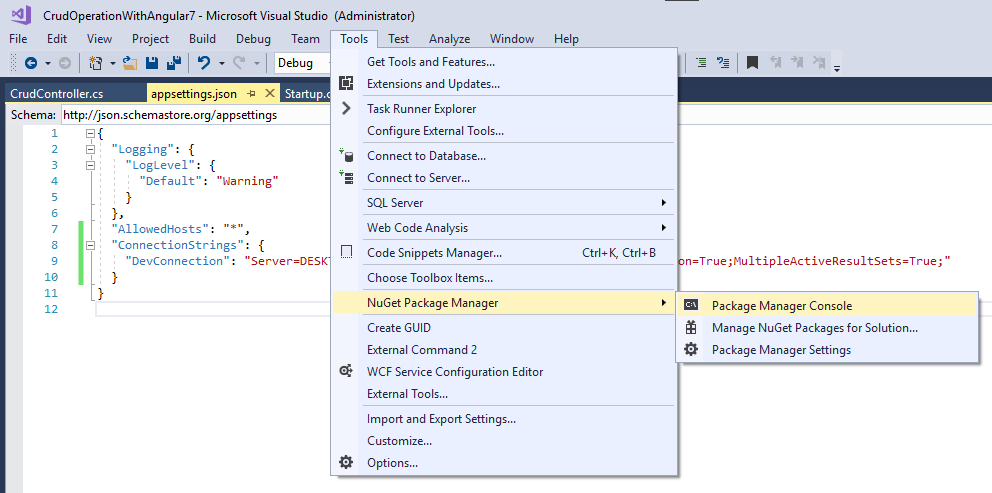 CrudOperationWithAngular7 - Microsoft Visual Studio (Administrator)
File Edit View Project Build Debug Team Tools Test Analyze Window Help
Debug
CrudController.cs appsettings.json Startup.c
Schema: http://json.schemastore.org/appsettings
1 {
2 "Logging": {
3 "LogLevel": {
4 "Default": "Warning"
5 }
6 },
7 "AllowedHosts": "*",
8 "ConnectionStrings": {
9 "DevConnection": "Server=DESKT on=True;MultipleActiveResultSets=True;"
10 }
11 }
12
Get Tools and Features...
Extensions and Updates...
Task Runner Explorer
Configure External Tools...
Connect to Database...
Connect to Server...
SQL Server
Web Code Analysis
Code Snippets Manager... Ctrl+K, Ctrl+B
Choose Toolbox Items...
NuGet Package Manager
Create GUID
External Command 2
WCF Service Configuration Editor
External Tools...
Import and Export Settings...
Customize...
Options...
C:\ Package Manager Console
Manage NuGet Packages for Solution...
Package Manager Settings